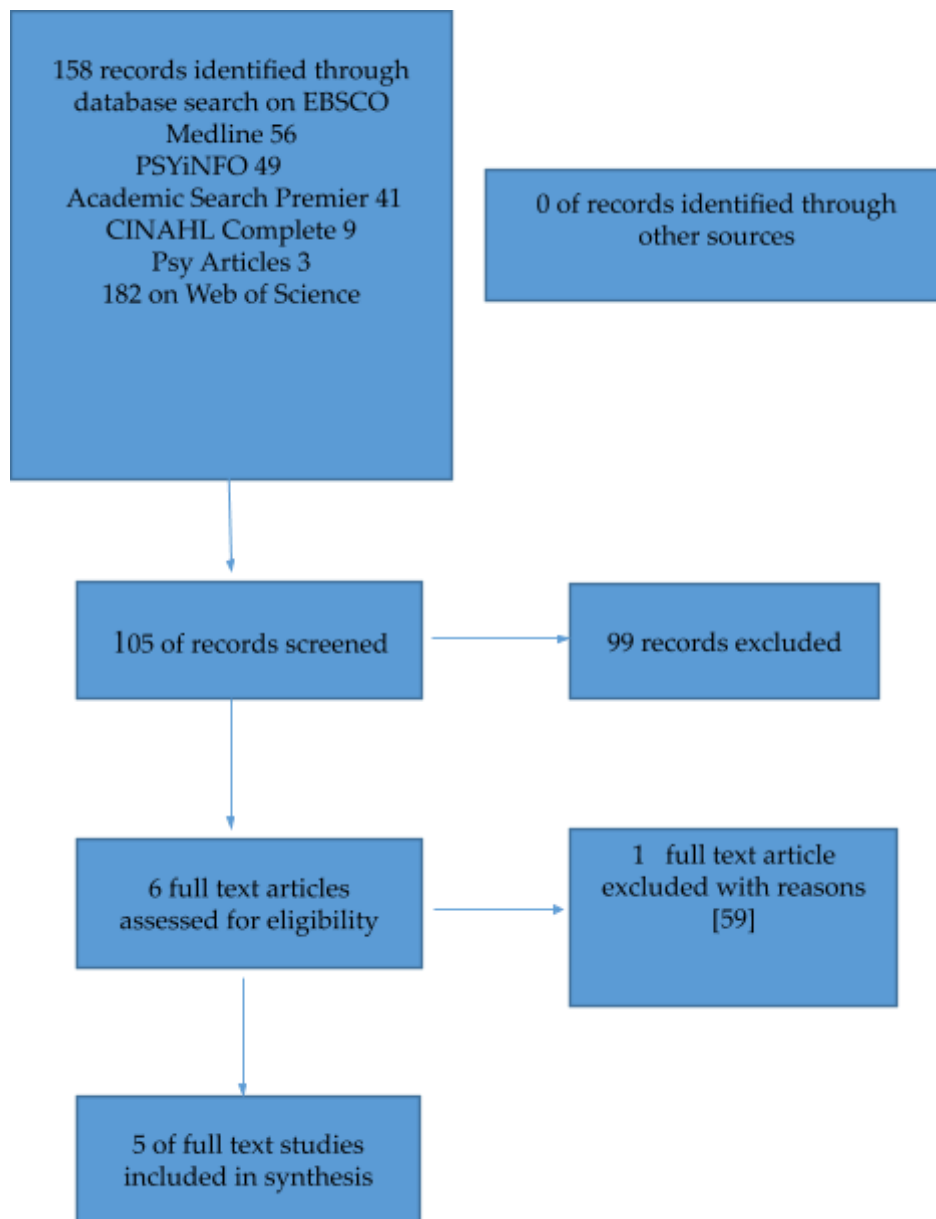 158 records identified through
database search on EBSCO
Medline 56
PSYiNFO 49
Academic Search Premier 41
CINAHL Complete 9
Psy Articles 3
182 on Web of Science
0 of records identified through
other sources
105 of records screened
99 records excluded
6 full text articles
assessed for eligibility
1 full text article
excluded with reasons
[59]
5 of full text studies
included in synthesis